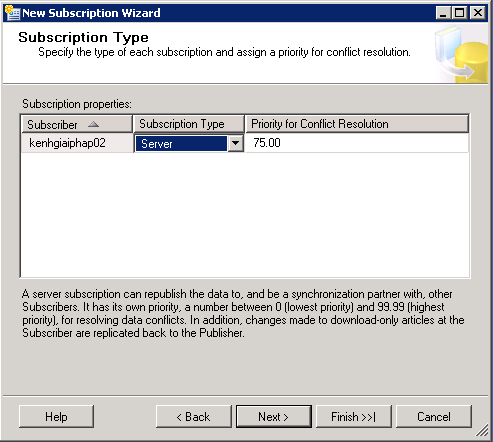 New Subscription Wizard
Subscription Type
Specify the type of each subscription and assign a priority for conflict resolution.
Subscription properties:
Subscriber Subscription Type Priority for Conflict Resolution
kenhgiaiphap02 Server 75.00
A server subscription can republish the data to, and be a synchronization partner with, other
Subscribers. It has its own priority, a number between 0 (lowest priority) and 99.99 (highest
priority), for resolving data conflicts. In addition, changes made to download-only articles at the
Subscriber are replicated back to the Publisher.
Help < Back Next > Finish >>| Cancel